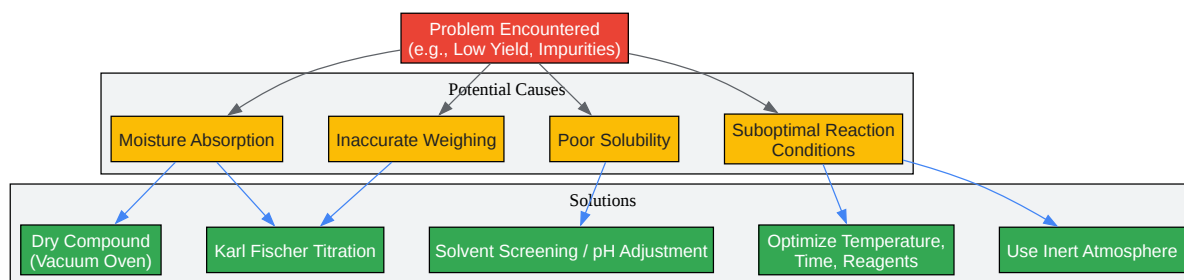 Problem Encountered
(e.g., Low Yield, Impurities)
Potential Causes
Moisture Absorption
Inaccurate Weighing
Poor Solubility
Suboptimal Reaction
Conditions
Solutions
Dry Compound
(Vacuum Oven)
Karl Fischer Titration
Solvent Screening / pH Adjustment
Optimize Temperature,
Time, Reagents
Use Inert Atmosphere